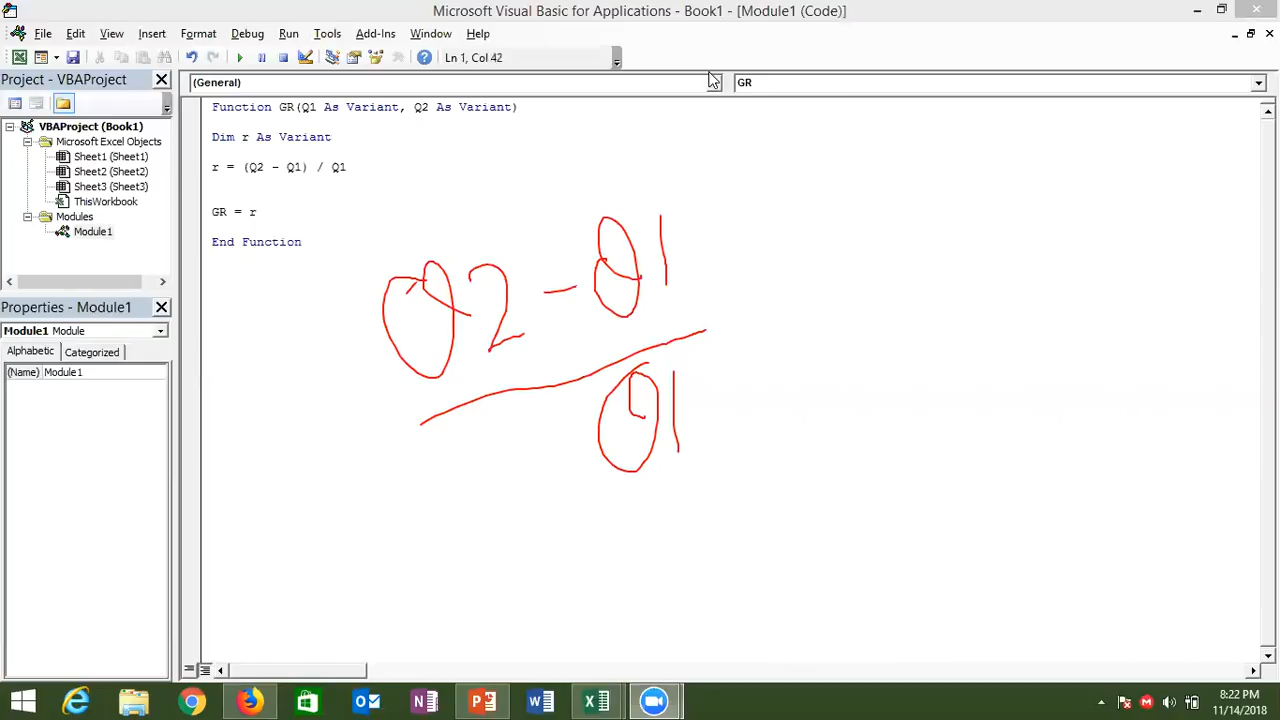 Microsoft Visual Basic for Applications - Book1 - [Module1 (Code)]
File Edit View Insert Format Debug Run Tools Add-Ins Window Help
Ln 1, Col 42
Project - VBAProject
(General)
GR
VBAProject (Book1)
Microsoft Excel Objects
Sheet1 (Sheet1)
Sheet2 (Sheet2)
Sheet3 (Sheet3)
ThisWorkbook
Modules
Module1
Properties - Module1
Module1 Module
Alphabetic Categorized
(Name) Module1
Function GR(Q1 As Variant, Q2 As Variant)
Dim r As Variant
r = (Q2 - Q1) / Q1
GR = r
End Function
Q2 - Q1
Q1
8:22 PM
11/14/2018